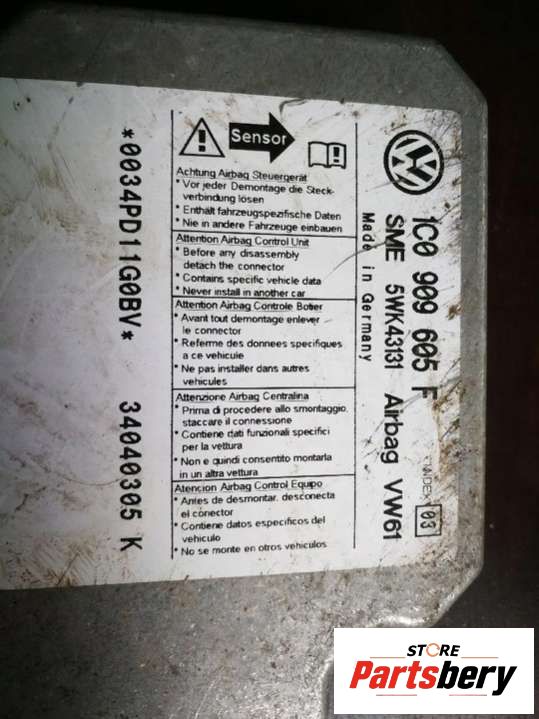 1C0 909 605 F
SME 5WK43131 Airbag VW61
Made in Germany
INDEX 03
Sensor
Achtung Airbag Steuergerät
* Vor jeder Demontage die Steck-
verbindung lösen
* Enthält fahrzeugspezifische Daten
* Nie in andere Fahrzeuge einbauen
Attention Airbag Control Unit
* Before any disassembly
detach the connector
* Contains specific vehicle data
* Never install in another car
Attention Airbag Controle Boîtier
* Avant tout demontage enlever
le connector
* Referme des donnees specifiques
a ce vehicule
* Ne pas installer dans autres
vehicules
Attenzione Airbag Centralina
* Prima di procedere allo smontaggio,
staccare il connessione
* Contiene dati funzionali specifici
per la vettura
* Non e quindi consentito montarla
in un altra vettura
Atencion Airbag Control Equipo
* Antes de desmontar, desconecta
el conector
* Contiene datos especificos del
vehiculo
* No se monte en otros vehiculos
*0034PD11G0BV* 34040305 K
STORE
Partsbery